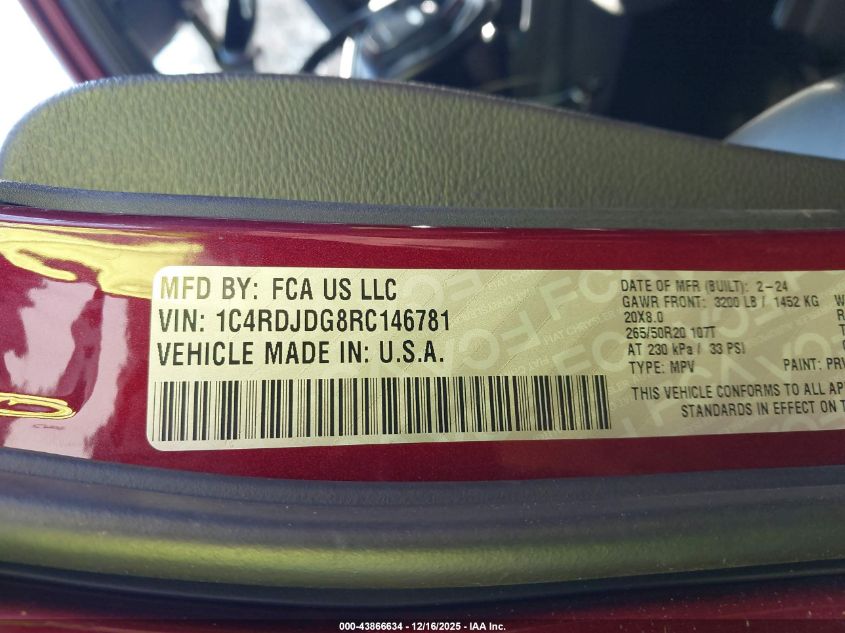 MFD BY: FCA US LLC
VIN: 1C4RDJDG8RC146781
VEHICLE MADE IN: U.S.A.
DATE OF MFR (BUILT): 2-24
GAWR FRONT: 3200 LB / 1452 KG
20X8.0
265/50R20 107T
AT 230 kPa / 33 PSI
TYPE: MPV PAINT: PRV
THIS VEHICLE CONFORMS TO ALL APP
STANDARDS IN EFFECT ON T
000-43866634 - 12/16/2025 - IAA Inc.